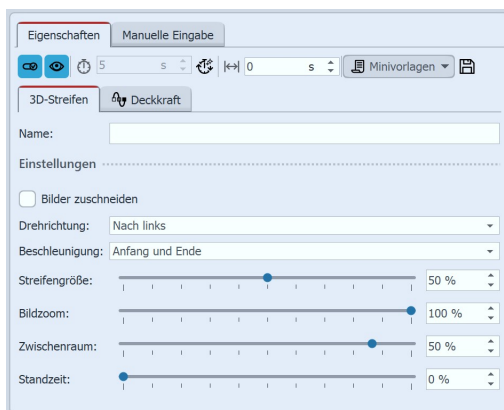 Eigenschaften Manuelle Eingabe
5 s 0 s Minivorlagen
3D-Streifen Deckkraft
Name:
Einstellungen
Bilder zuschneiden
Drehrichtung: Nach links
Beschleunigung: Anfang und Ende
Streifengröße: 50 %
Bildzoom: 100 %
Zwischenraum: 50 %
Standzeit: 0 %